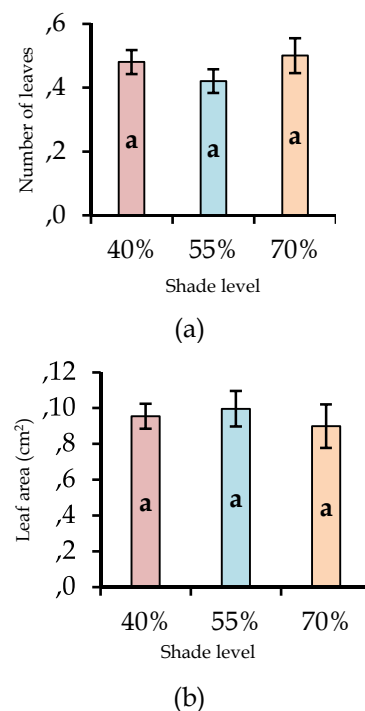 ,6
,4
,2
,0
Number of leaves
a
a
a
40% 55% 70%
Shade level
(a)
,12
,10
,8
,6
,4
,2
,0
Leaf area (cm²)
a
a
a
40% 55% 70%
Shade level
(b)